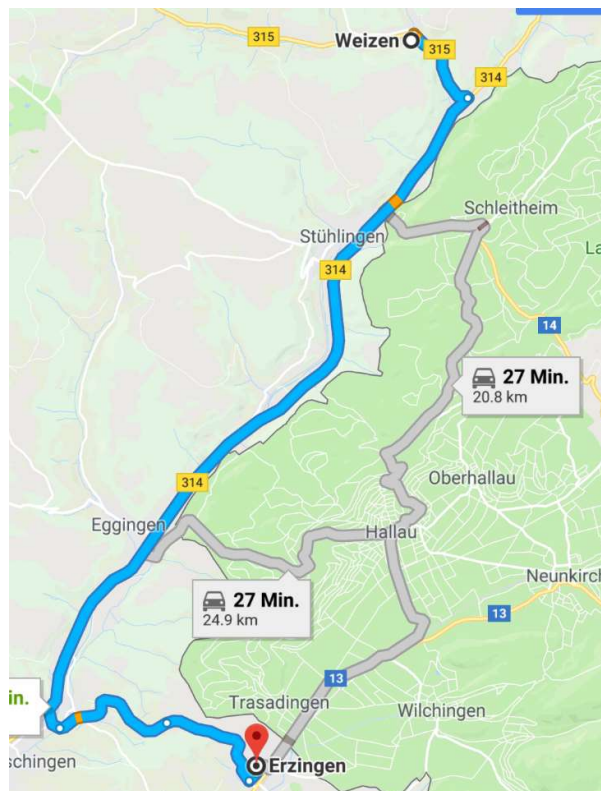 315
Weizen
315
314
Schleitheim
Stühlingen
314
14
27 Min.
20.8 km
314
Oberhallau
Eggingen
Hallau
Neunkirch
27 Min.
24.9 km
13
13
Trasadingen
Wilchingen
in.
schingen
Erzingen